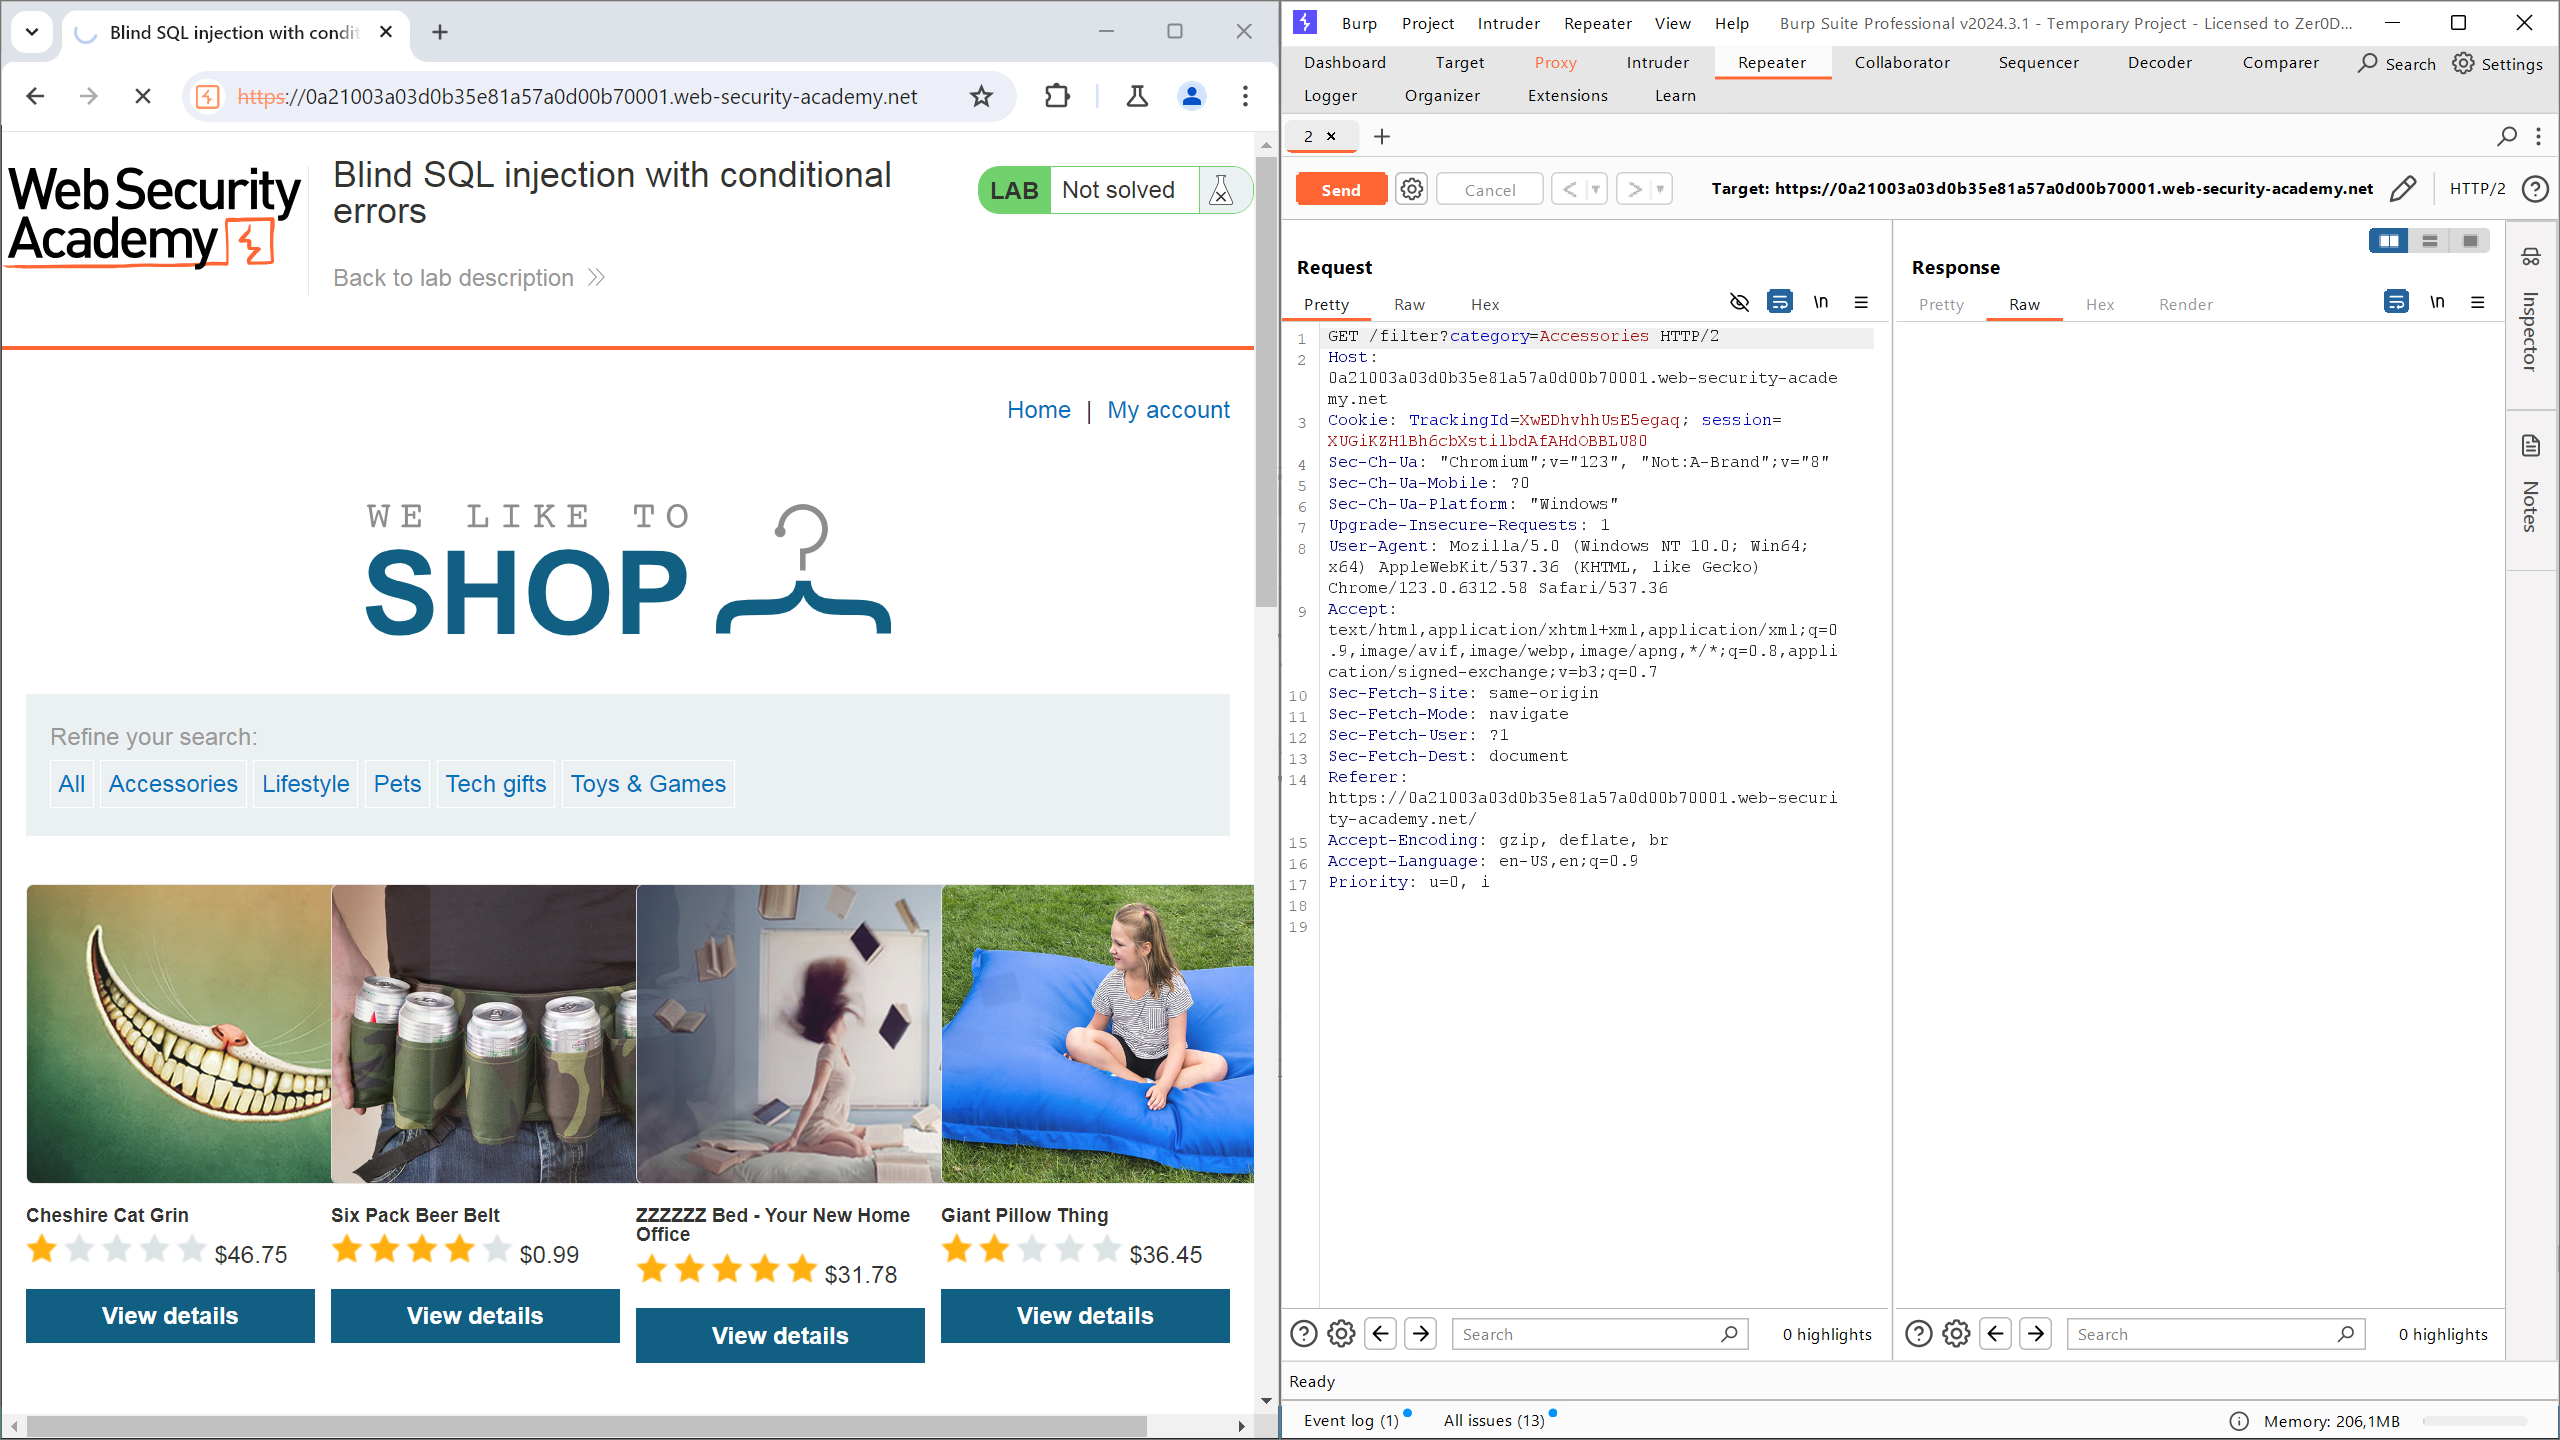 Blind SQL injection with condit
https://0a21003a03d0b35e81a57a0d00b70001.web-security-academy.net
Web Security
Academy
Blind SQL injection with conditional
errors
Back to lab description
LAB Not solved
Home | My account
WE LIKE TO
SHOP
Refine your search:
All Accessories Lifestyle Pets Tech gifts Toys & Games
Cheshire Cat Grin
$46.75
View details
Six Pack Beer Belt
$0.99
View details
ZZZZZZ Bed - Your New Home
Office
$31.78
View details
Giant Pillow Thing
$36.45
View details
Burp Project Intruder Repeater View Help Burp Suite Professional v2024.3.1 - Temporary Project - Licensed to Zer0D...
Dashboard Target Proxy Intruder Repeater Collaborator Sequencer Decoder Comparer Search Settings
Logger Organizer Extensions Learn
2
Send Cancel Target: https://0a21003a03d0b35e81a57a0d00b70001.web-security-academy.net HTTP/2
Request
Pretty Raw Hex \n
1 GET /filter?category=Accessories HTTP/2
2 Host:
0a21003a03d0b35e81a57a0d00b70001.web-security-acade
my.net
3 Cookie: TrackingId=XwEDhvhhUsE5egaq; session=
XUGiKZHlBh6cbXstilbdAfAHdOBBLU80
4 Sec-Ch-Ua: "Chromium";v="123", "Not:A-Brand";v="8"
5 Sec-Ch-Ua-Mobile: ?0
6 Sec-Ch-Ua-Platform: "Windows"
7 Upgrade-Insecure-Requests: 1
8 User-Agent: Mozilla/5.0 (Windows NT 10.0; Win64;
x64) AppleWebKit/537.36 (KHTML, like Gecko)
Chrome/123.0.6312.58 Safari/537.36
9 Accept:
text/html,application/xhtml+xml,application/xml;q=0
.9,image/avif,image/webp,image/apng,*/*;q=0.8,appli
cation/signed-exchange;v=b3;q=0.7
10 Sec-Fetch-Site: same-origin
11 Sec-Fetch-Mode: navigate
12 Sec-Fetch-User: ?1
13 Sec-Fetch-Dest: document
14 Referer:
https://0a21003a03d0b35e81a57a0d00b70001.web-securi
ty-academy.net/
15 Accept-Encoding: gzip, deflate, br
16 Accept-Language: en-US,en;q=0.9
17 Priority: u=0, i
18
19
Search 0 highlights
Response
Pretty Raw Hex Render \n
Search 0 highlights
Inspector
Notes
Ready
Event log (1) All issues (13) Memory: 206,1MB